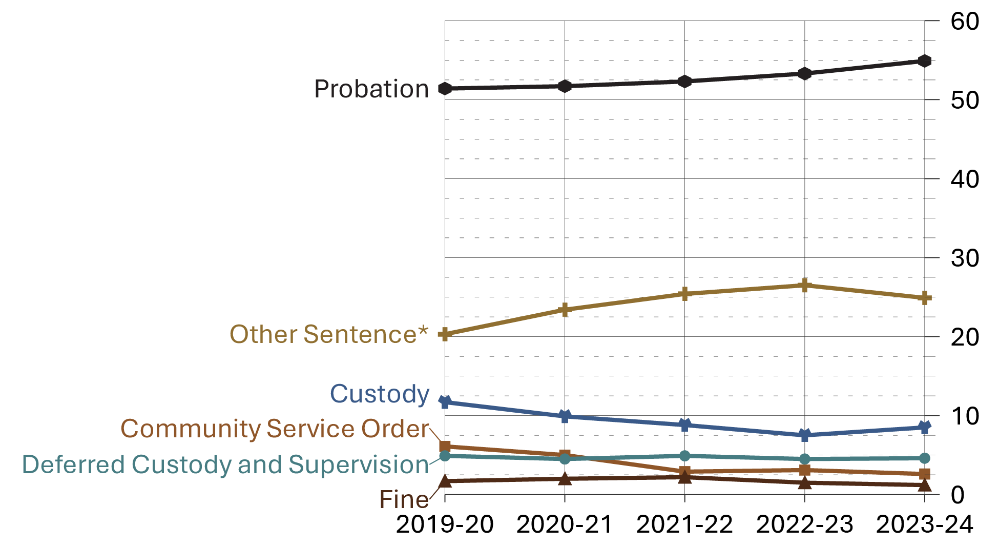 60
Probation
50
40
30
Other Sentence*
20
Custody
10
Community Service Order
Deferred Custody and Supervision
Fine
0
2019-20 2020-21 2021-22 2022-23 2023-24